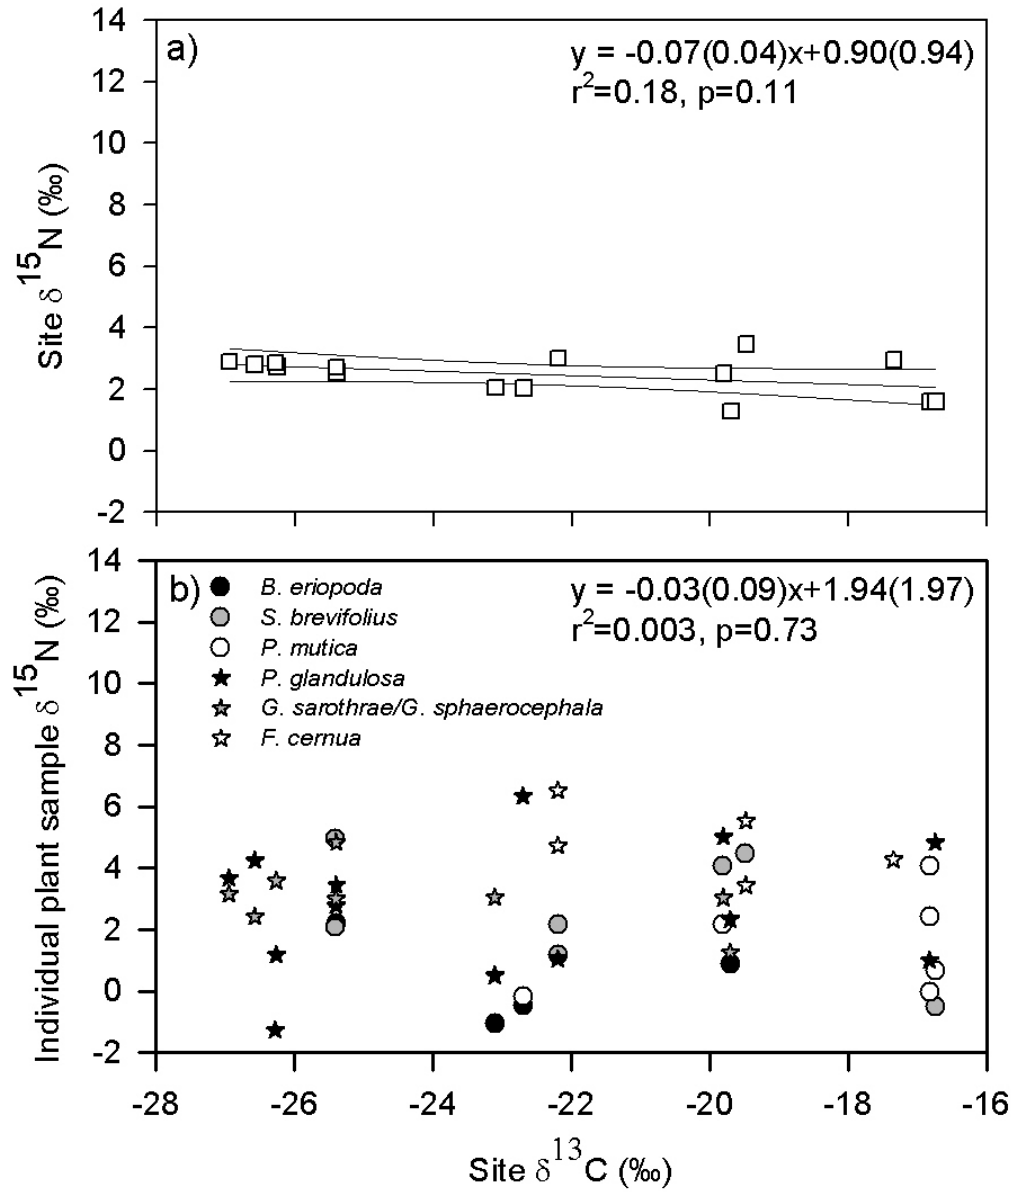 a)
y = -0.07(0.04)x+0.90(0.94)
r²=0.18, p=0.11
14
12
10
8
6
4
2
0
-2
Site δ ¹⁵N (‰)
b)
B. eriopoda
S. brevifolius
P. mutica
P. glandulosa
G. sarothrae/G. sphaerocephala
F. cernua
y = -0.03(0.09)x+1.94(1.97)
r²=0.003, p=0.73
14
12
10
8
6
4
2
0
-2
Individual plant sample δ ¹⁵N (‰)
-28 -26 -24 -22 -20 -18 -16
Site δ¹³C (‰)